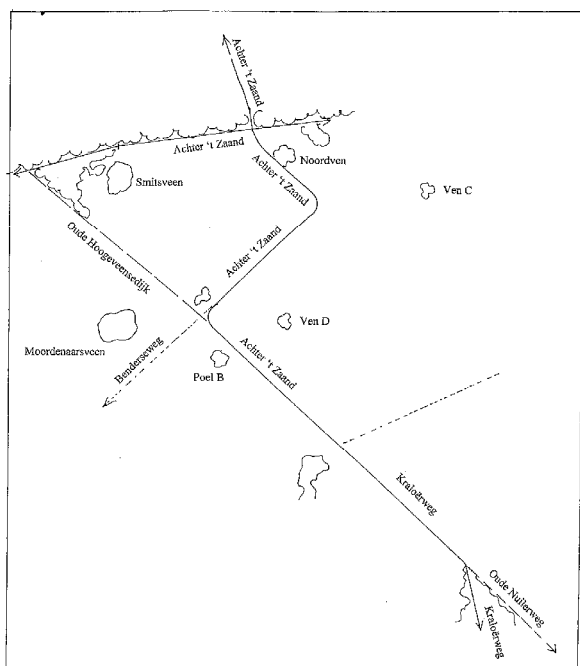 Achter 't Zaand
Achter 't Zaand
Noordven
Achter 't Zaand
Smitsveen
Ven C
Oude Hoogeveensedijk
Achter 't Zaand
Ven D
Moordenaarsveen
Benderseweg
Poel B
Achter 't Zaand
Kraloërweg
Oude Nuilerweg
Kraloërweg